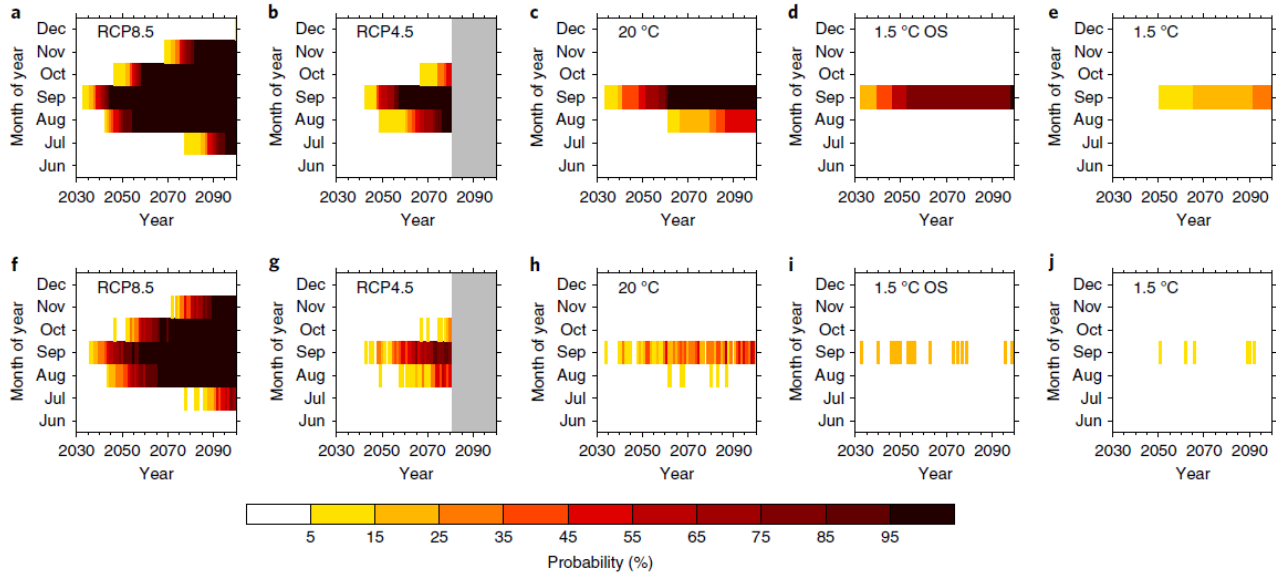 a RCP8.5
b RCP4.5
c 20 °C
d 1.5 °C OS
e 1.5 °C
Month of year
Dec
Nov
Oct
Sep
Aug
Jul
Jun
2030 2050 2070 2090
Year
Month of year
Dec
Nov
Oct
Sep
Aug
Jul
Jun
2030 2050 2070 2090
Year
Month of year
Dec
Nov
Oct
Sep
Aug
Jul
Jun
2030 2050 2070 2090
Year
Month of year
Dec
Nov
Oct
Sep
Aug
Jul
Jun
2030 2050 2070 2090
Year
Month of year
Dec
Nov
Oct
Sep
Aug
Jul
Jun
2030 2050 2070 2090
Year
f RCP8.5
g RCP4.5
h 20 °C
i 1.5 °C OS
j 1.5 °C
Month of year
Dec
Nov
Oct
Sep
Aug
Jul
Jun
2030 2050 2070 2090
Year
Month of year
Dec
Nov
Oct
Sep
Aug
Jul
Jun
2030 2050 2070 2090
Year
Month of year
Dec
Nov
Oct
Sep
Aug
Jul
Jun
2030 2050 2070 2090
Year
Month of year
Dec
Nov
Oct
Sep
Aug
Jul
Jun
2030 2050 2070 2090
Year
Month of year
Dec
Nov
Oct
Sep
Aug
Jul
Jun
2030 2050 2070 2090
Year
5 15 25 35 45 55 65 75 85 95
Probability (%)